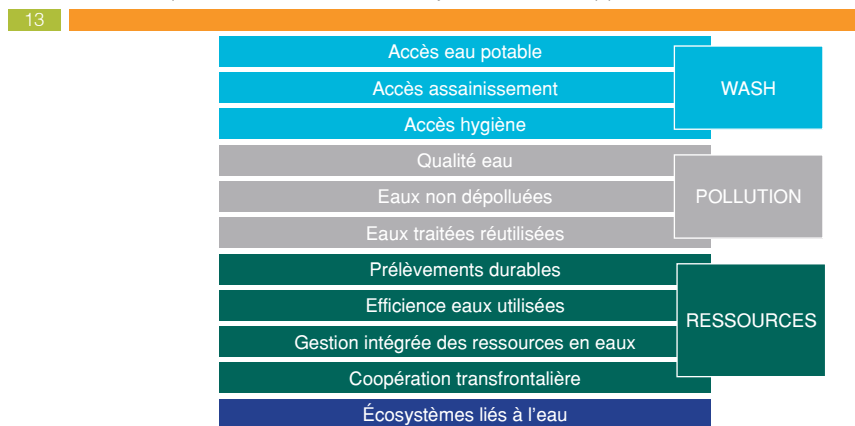 13
Accès eau potable
Accès assainissement
Accès hygiène
WASH
Qualité eau
Eaux non dépolluées
Eaux traitées réutilisées
POLLUTION
Prélèvements durables
Efficience eaux utilisées
Gestion intégrée des ressources en eaux
Coopération transfrontalière
RESSOURCES
Écosystèmes liés à l'eau